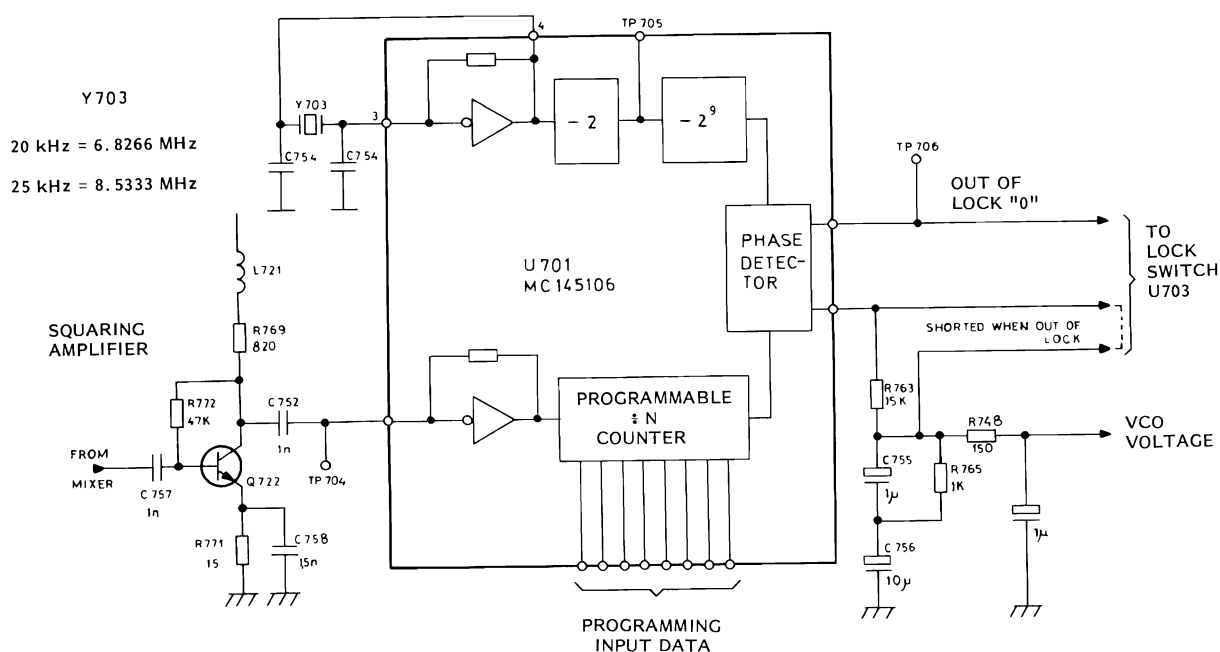 Y703
20 kHz = 6.8266 MHz
25 kHz = 8.5333 MHz
4
TP 705
Y703
3
C754
C754
- 2
- 2⁹
TP 706
OUT OF
LOCK "0"
PHASE
DETEC-
TOR
TO
LOCK
SWITCH
U703
U701
MC145106
L721
SQUARING
AMPLIFIER
R769
820
R772
47K
C752
1n
SHORTED WHEN OUT OF
LOCK
PROGRAMMABLE
÷ N
COUNTER
R763
15K
R748
150
VCO
VOLTAGE
FROM
MIXER
C757
1n
Q722
TP704
C755
1µ
R765
1K
R771
15
C758
1,5n
C756
10µ
1µ
PROGRAMMING
INPUT DATA